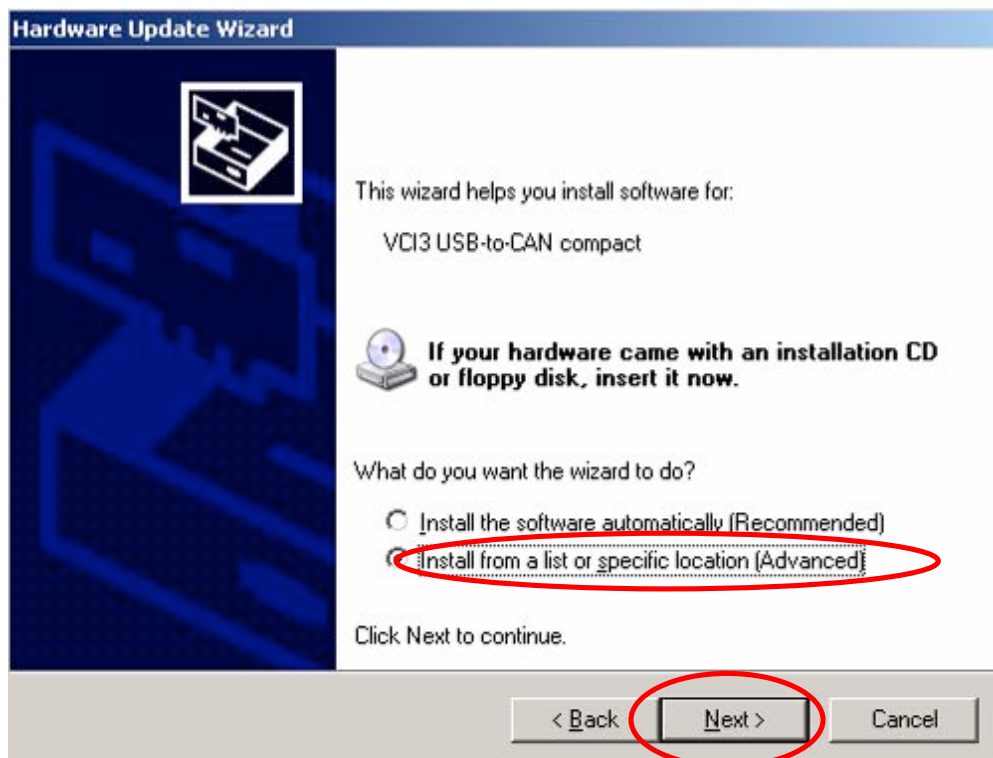 Hardware Update Wizard
This wizard helps you install software for:
VCI3 USB-to-CAN compact
If your hardware came with an installation CD
or floppy disk, insert it now.
What do you want the wizard to do?
Install the software automatically (Recommended)
Install from a list or specific location (Advanced)
Click Next to continue.
< Back Next > Cancel